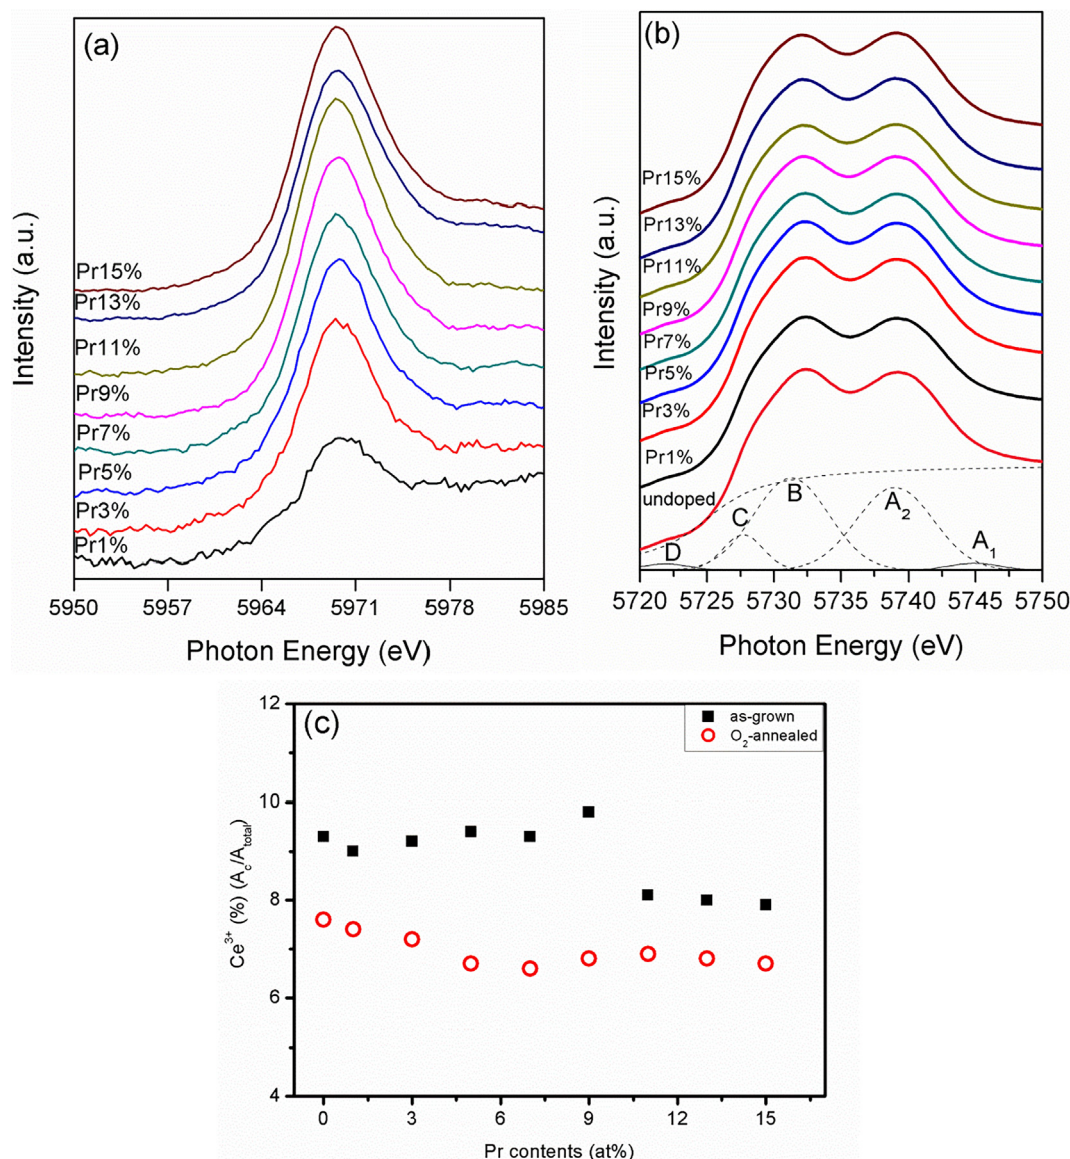 (a)
Intensity (a.u.)
Pr15%
Pr13%
Pr11%
Pr9%
Pr7%
Pr5%
Pr3%
Pr1%
5950 5957 5964 5971 5978 5985
Photon Energy (eV)
(b)
Intensity (a.u.)
Pr15%
Pr13%
Pr11%
Pr9%
Pr7%
Pr5%
Pr3%
Pr1%
undoped
D C B A2 A1
5720 5725 5730 5735 5740 5745 5750
Photon Energy (eV)
(c)
as-grown
O2-annealed
Ce3+ (%) (Ac/Atotal)
12
10
8
6
4
0 3 6 9 12 15
Pr contents (at%)